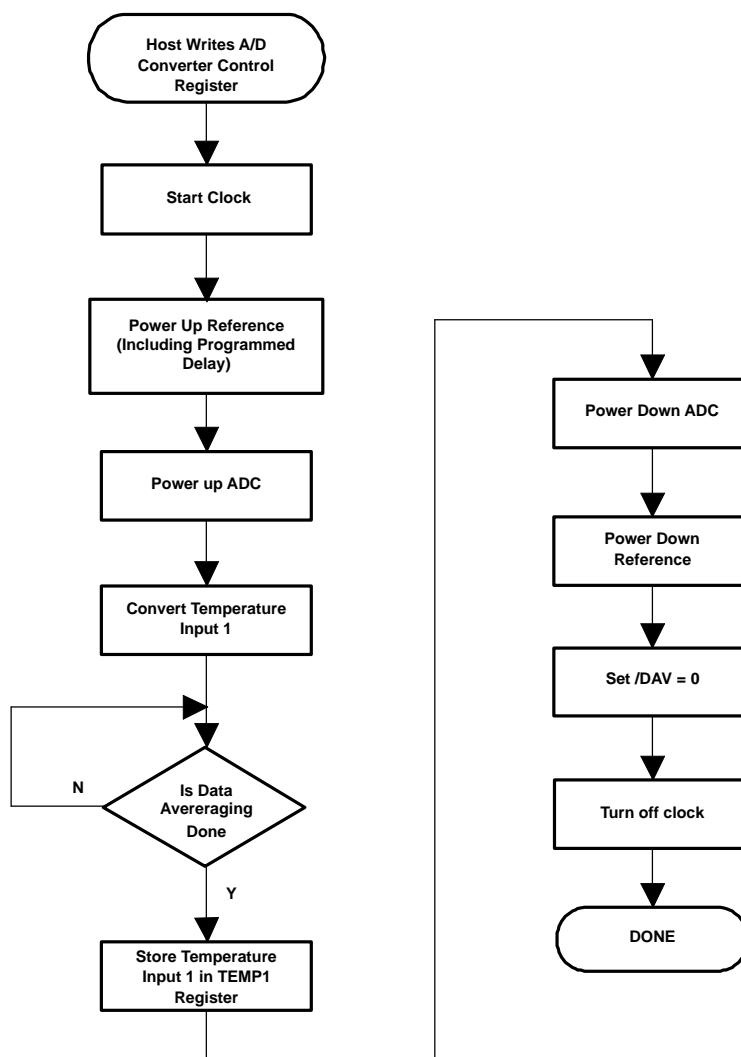 Host Writes A/D
Converter Control
Register
Start Clock
Power Up Reference
(Including Programmed
Delay)
Power up ADC
Convert Temperature
Input 1
N
Is Data
Avereraging
Done
Y
Store Temperature
Input 1 in TEMP1
Register
Power Down ADC
Power Down
Reference
Set /DAV = 0
Turn off clock
DONE